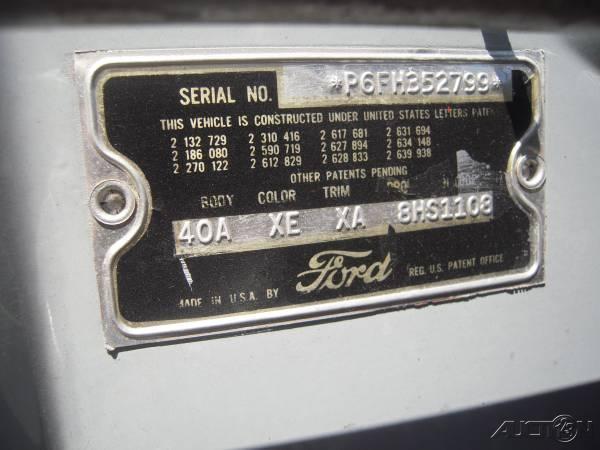 SERIAL NO. *P6FH352799*
THIS VEHICLE IS CONSTRUCTED UNDER UNITED STATES LETTERS PATE
2 132 729 2 310 416 2 617 681 2 631 694
2 186 080 2 590 719 2 627 894 2 634 148
2 270 122 2 612 829 2 628 833 2 639 938
OTHER PATENTS PENDING
BODY COLOR TRIM
40A XE XA 8HS1108
Ford
MADE IN U.S.A. BY REG. U.S. PATENT OFFICE
AUCTION